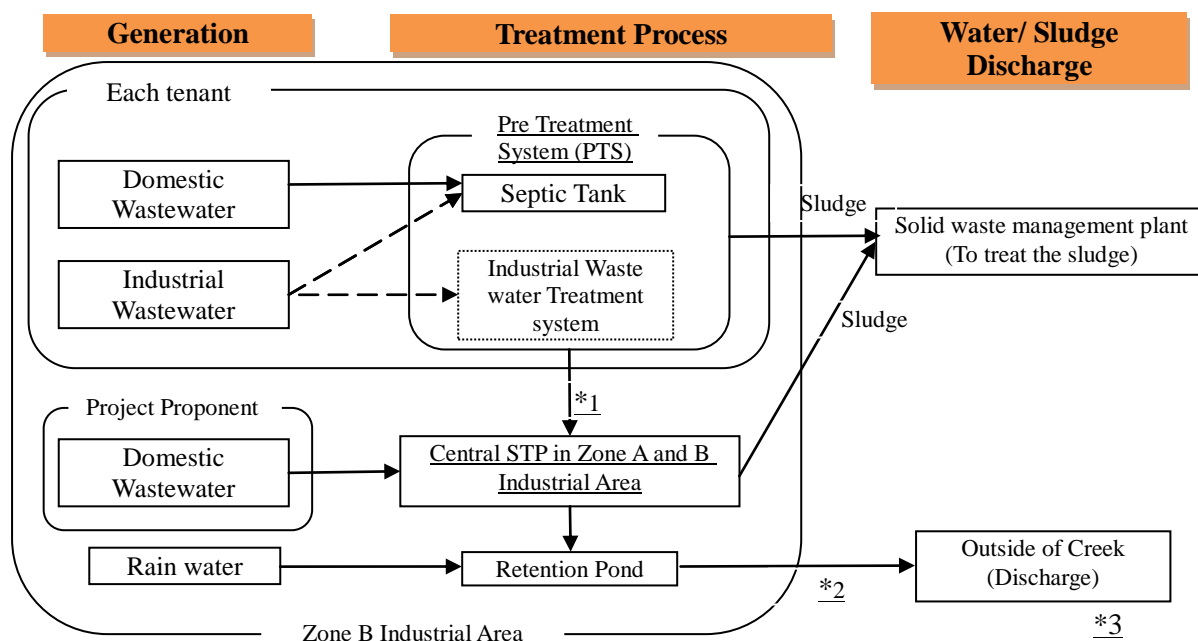 Generation
Treatment Process
Water/ Sludge
Discharge
Each tenant
Pre Treatment
System (PTS)
Domestic
Wastewater
Septic Tank
Sludge
Solid waste management plant
(To treat the sludge)
Industrial
Wastewater
Industrial Waste
water Treatment
system
Sludge
*1
Project Proponent
Domestic
Wastewater
Central STP in Zone A and B
Industrial Area
Rain water
Retention Pond
*2
Outside of Creek
(Discharge)
*3
Zone B Industrial Area